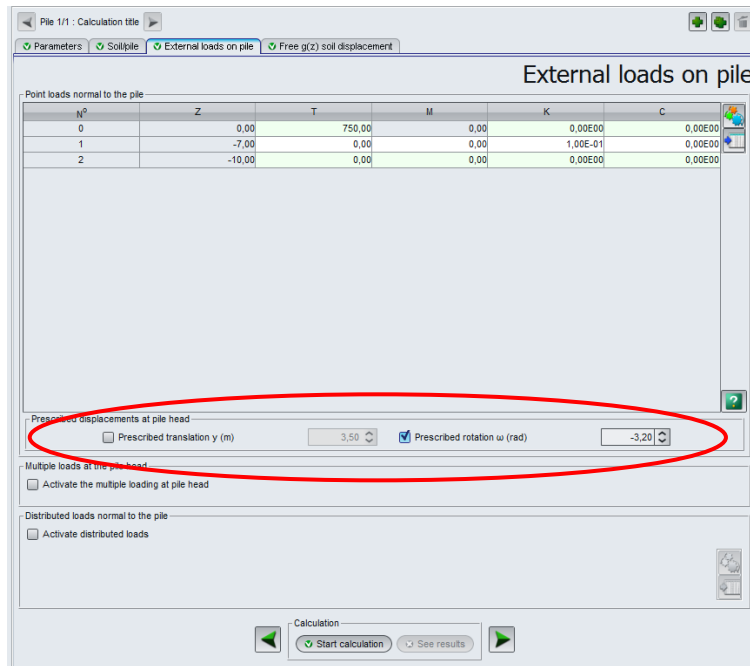 Pile 1/1 : Calculation title
Parameters Soil/pile External loads on pile Free g(z) soil displacement
External loads on pile
Point loads normal to the pile
N° Z T M K C
0 0,00 750,00 0,00 0,00E00 0,00E00
1 -7,00 0,00 0,00 1,00E-01 0,00E00
2 -10,00 0,00 0,00 0,00E00 0,00E00
Prescribed displacements at pile head
Prescribed translation y (m) 3,50 Prescribed rotation ω (rad) -3,20
Multiple loads at the pile head
Activate the multiple loading at pile head
Distributed loads normal to the pile
Activate distributed loads
Calculation
Start calculation See results